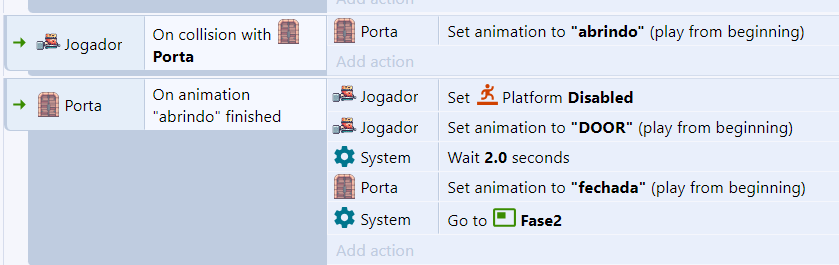 Jogador
On collision with
Porta
Porta
Set animation to "abrindo" (play from beginning)
Add action
Porta
On animation
"abrindo" finished
Jogador
Set Platform Disabled
Jogador
Set animation to "DOOR" (play from beginning)
System
Wait 2.0 seconds
Porta
Set animation to "fechada" (play from beginning)
System
Go to Fase2
Add action